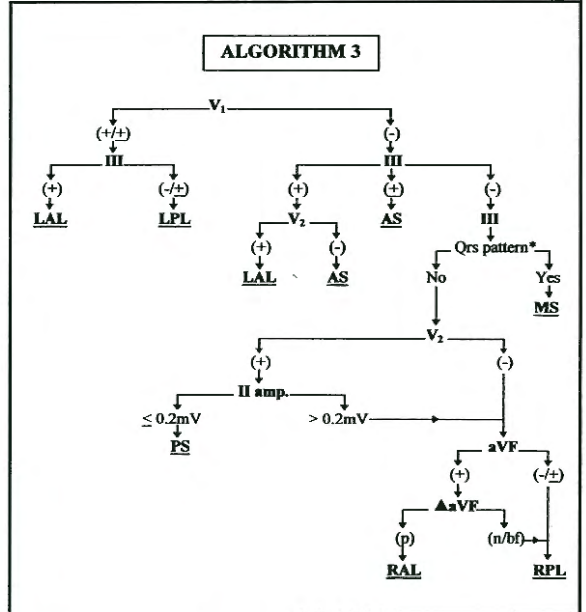 ALGORITHM 3
V₁
(+/±) (-)
III III
(+) (-/±) (+) (±) (-)
LAL LPL V₂ AS III
(+) (-) Qrs pattern*
LAL AS No Yes
MS
V₂
(+) (-)
II amp.
≤ 0.2mV > 0.2mV
PS aVF
(+) (-/±)
▲aVF
(p) (n/bf)
RAL RPL